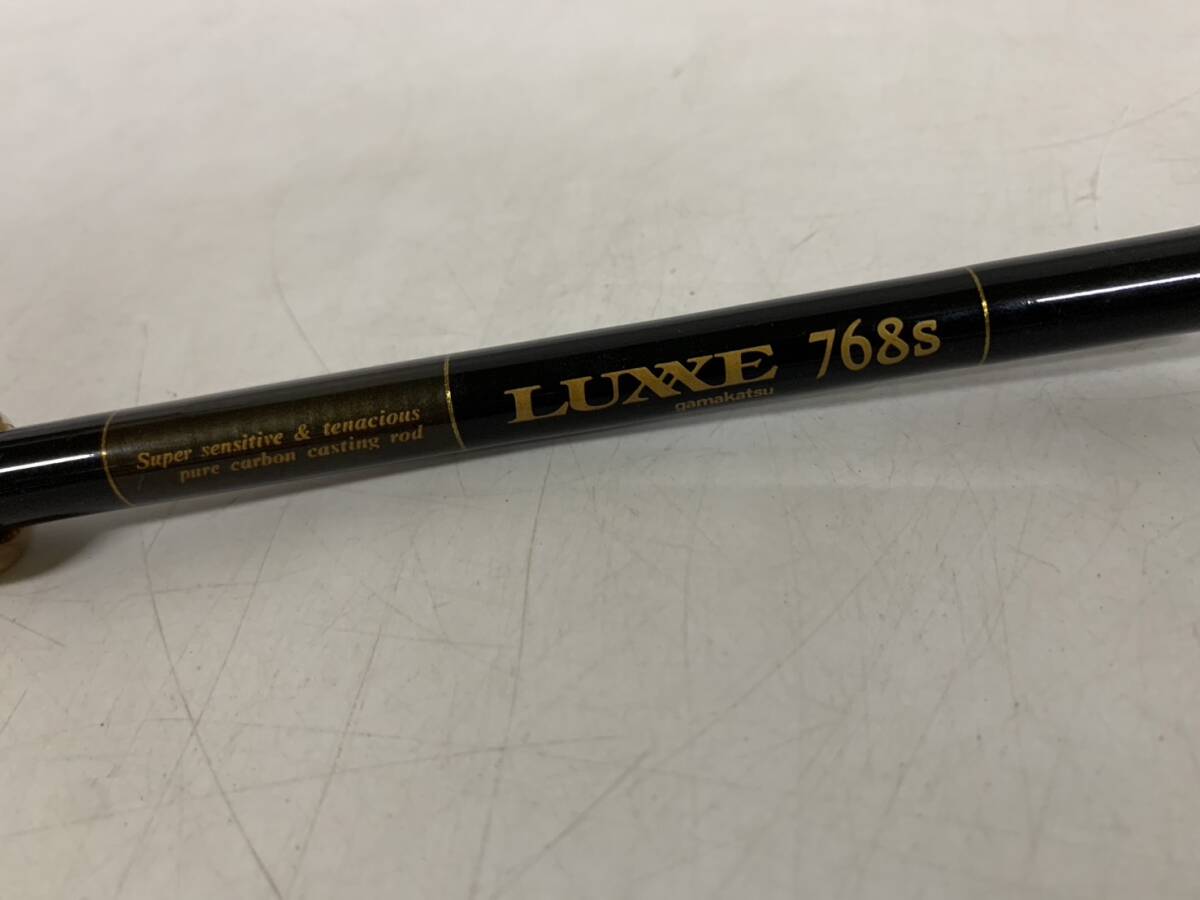 Super sensitive & tenacious
pure carbon casting rod
LUXXE 768s
gamakatsu